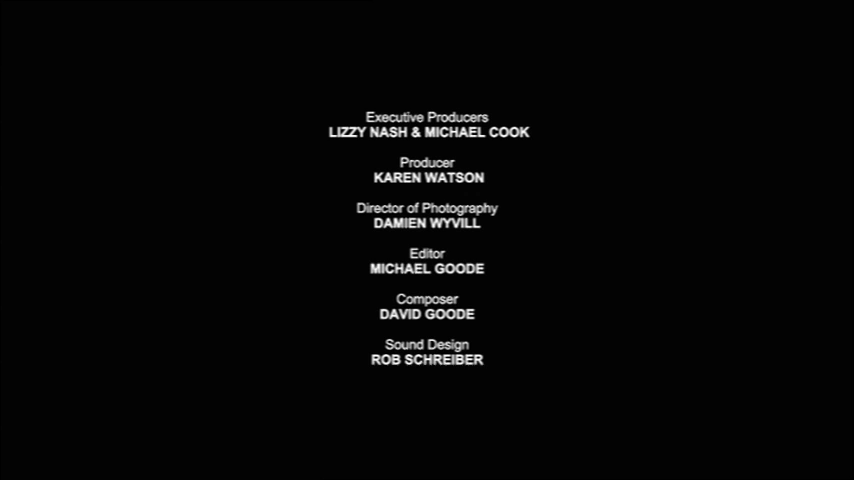 Executive Producers
LIZZY NASH & MICHAEL COOK
Producer
KAREN WATSON
Director of Photography
DAMIEN WYVILL
Editor
MICHAEL GOODE
Composer
DAVID GOODE
Sound Design
ROB SCHREIBER